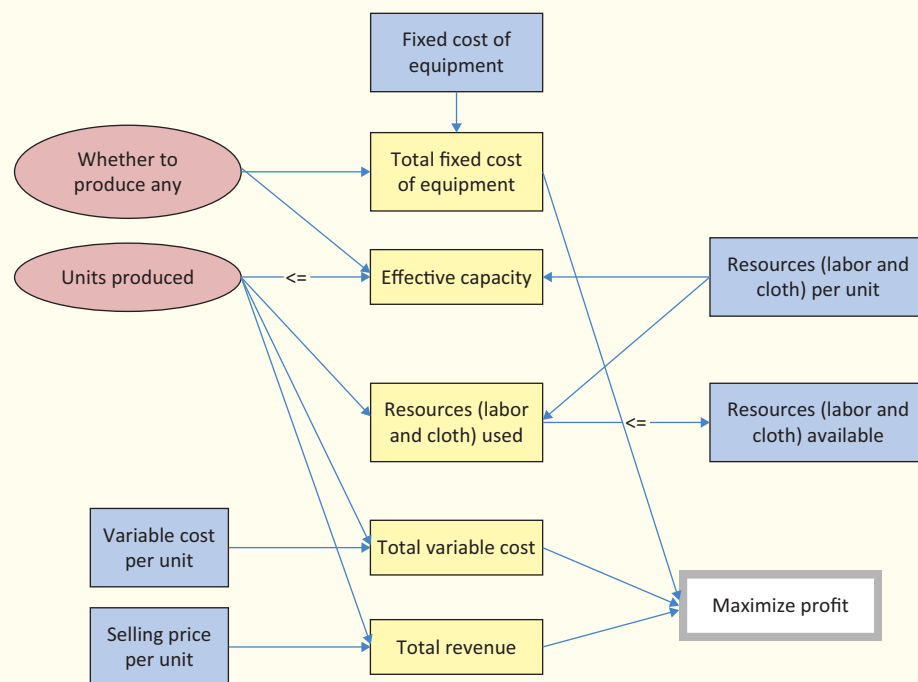 Fixed cost of
equipment
Whether to
produce any
Total fixed cost
of equipment
Units produced
<=
Effective capacity
Resources (labor and
cloth) per unit
Resources (labor
and cloth) used
<=
Resources (labor and
cloth) available
Variable cost
per unit
Total variable cost
Maximize profit
Selling price
per unit
Total revenue